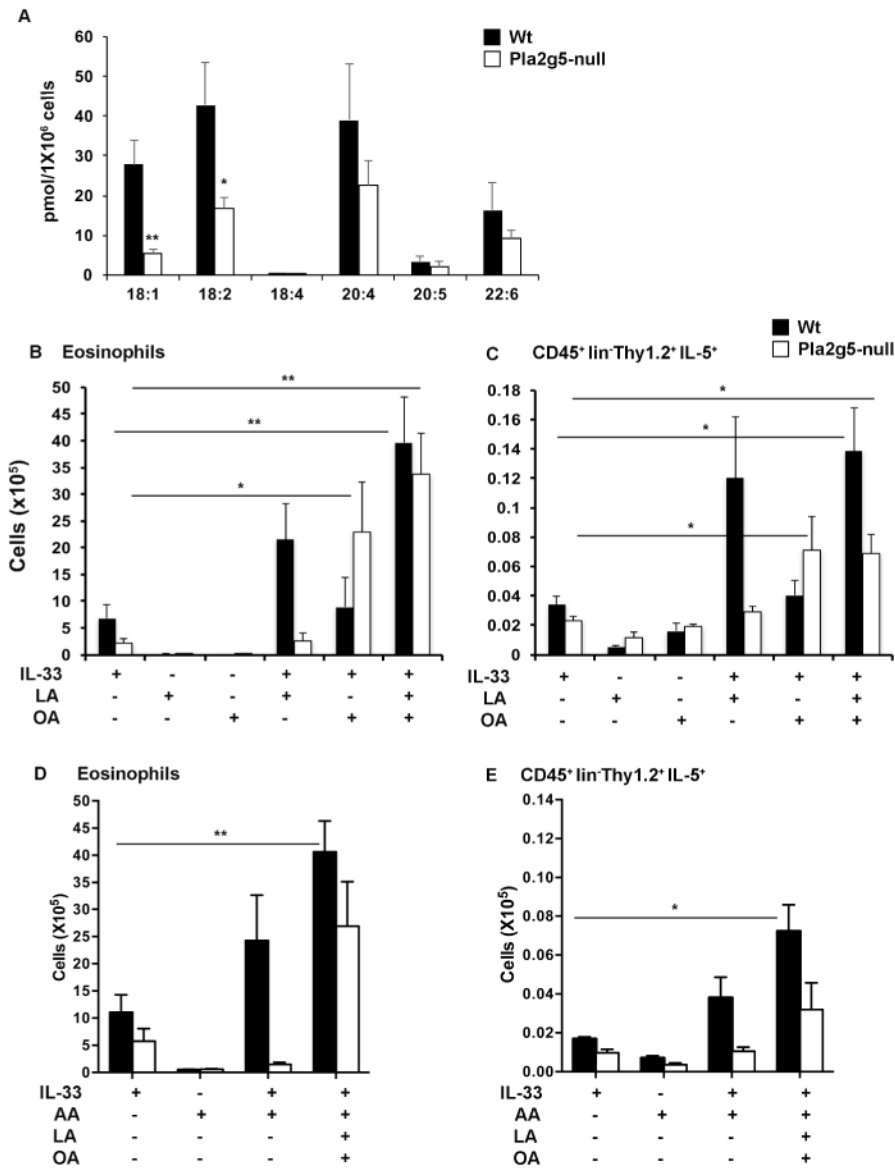 A
Wt
Pla2g5-null
pmol/1X10⁶ cells
60
50
40
30
20
10
0
**
*
18:1 18:2 18:4 20:4 20:5 22:6
Wt
Pla2g5-null
B Eosinophils
Cells (x10⁵)
50
45
40
35
30
25
20
15
10
5
0
**
**
*
IL-33 + - - + + +
LA - + - + - +
OA - - + - + +
C CD45⁺ lin⁻Thy1.2⁺ IL-5⁺
0.18
0.16
0.14
0.12
0.10
0.08
0.06
0.04
0.02
0
*
*
*
IL-33 + - - + + +
LA - + - + - +
OA - - + - + +
D Eosinophils
Cells (X10⁵)
50
45
40
35
30
25
20
15
10
5
0
**
IL-33 + - + +
AA - + + +
LA - - - +
OA - - - +
E CD45⁺ lin⁻Thy1.2⁺ IL-5⁺
Cells (X10⁵)
0.14
0.12
0.10
0.08
0.06
0.04
0.02
0.00
*
IL-33 + - + +
AA - + + +
LA - - - +
OA - - - +